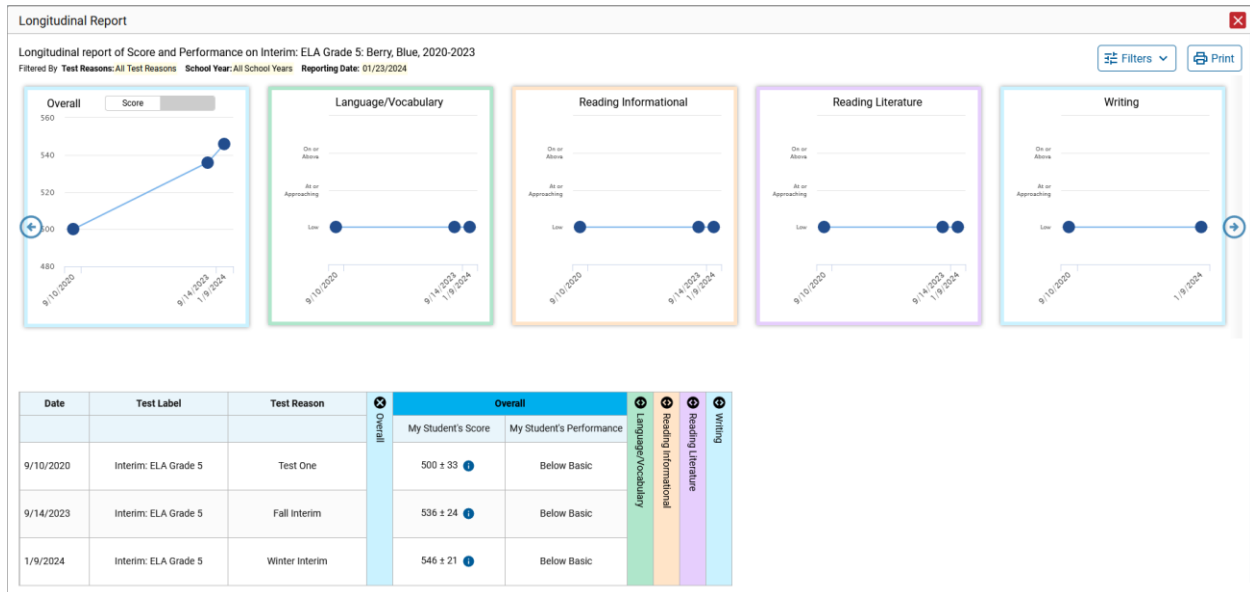 Longitudinal Report
Longitudinal report of Score and Performance on Interim: ELA Grade 5: Berry, Blue, 2020-2023
Filtered By Test Reasons: All Test Reasons School Year: All School Years Reporting Date: 01/23/2024
Filters
Print
Overall
Score
560
540
520
500
480
9/10/2020
9/14/2023
1/9/2024
Language/Vocabulary
On or
Above
At or
Approaching
Low
9/10/2020
9/14/2023
1/9/2024
Reading Informational
On or
Above
At or
Approaching
Low
9/10/2020
9/14/2023
1/9/2024
Reading Literature
On or
Above
At or
Approaching
Low
9/10/2020
9/14/2023
1/9/2024
Writing
On or
Above
At or
Approaching
Low
9/10/2020
1/9/2024
Date Test Label Test Reason Overall Overall Language/Vocabulary Reading Informational Reading Literature Writing
My Student's Score My Student's Performance
9/10/2020 Interim: ELA Grade 5 Test One 500 ± 33 Below Basic
9/14/2023 Interim: ELA Grade 5 Fall Interim 536 ± 24 Below Basic
1/9/2024 Interim: ELA Grade 5 Winter Interim 546 ± 21 Below Basic